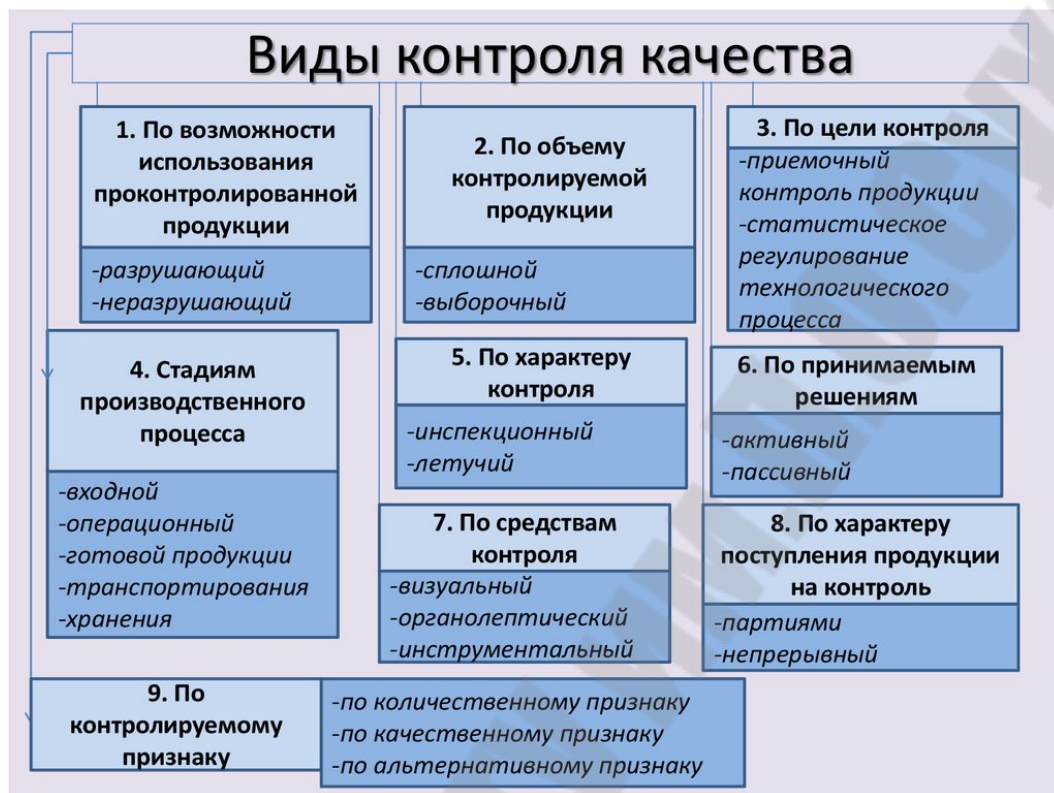 Виды контроля качества
1. По возможности
использования
проконтролированной
продукции
-разрушающий
-неразрушающий
2. По объему
контролируемой
продукции
-сплошной
-выборочный
3. По цели контроля
-приемочный
контроль продукции
-статистическое
регулирование
технологического
процесса
4. Стадиям
производственного
процесса
-входной
-операционный
-готовой продукции
-транспортирования
-хранения
5. По характеру
контроля
-инспекционный
-летучий
6. По принимаемым
решениям
-активный
-пассивный
7. По средствам
контроля
-визуальный
-органолептический
-инструментальный
8. По характеру
поступления продукции
на контроль
-партиями
-непрерывный
9. По
контролируемому
признаку
-по количественному признаку
-по качественному признаку
-по альтернативному признаку